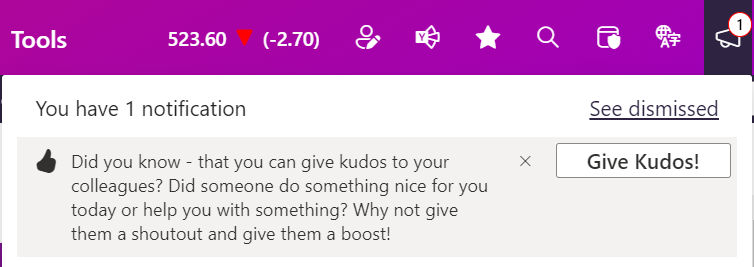 Tools 523.60 ▼ (-2.70) 1
You have 1 notification See dismissed
Did you know - that you can give kudos to your
colleagues? Did someone do something nice for you
today or help you with something? Why not give
them a shoutout and give them a boost!
× Give Kudos!